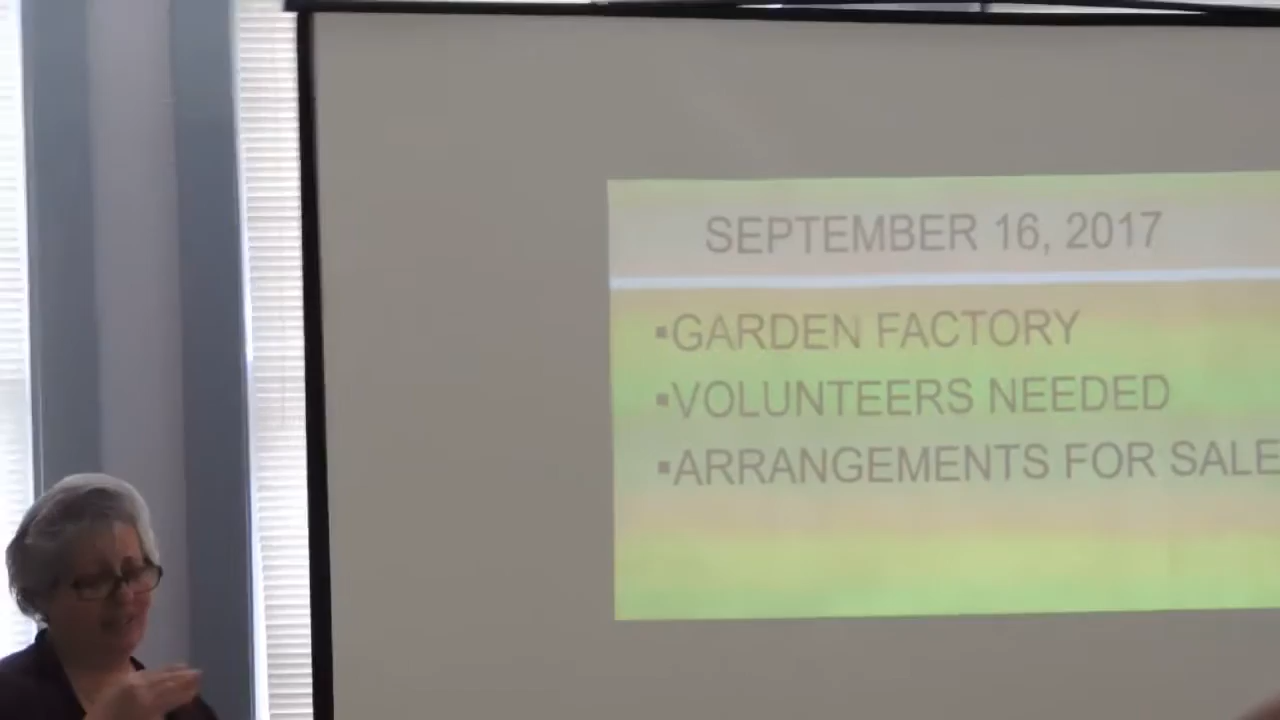 SEPTEMBER 16, 2017
▪GARDEN FACTORY
▪VOLUNTEERS NEEDED
▪ARRANGEMENTS FOR SALE